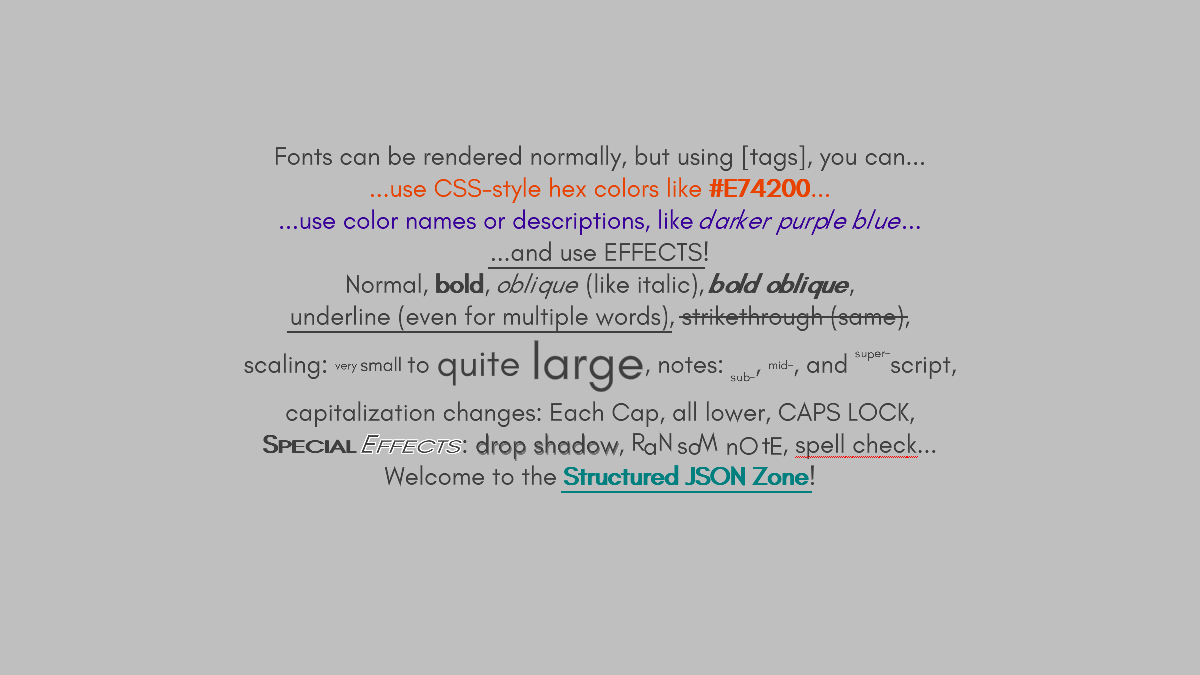 Fonts can be rendered normally, but using [tags], you can...
...use CSS-style hex colors like #E74200...
...use color names or descriptions, like darker purple blue...
...and use EFFECTS!
Normal, bold, oblique (like italic), bold oblique,
underline (even for multiple words), strikethrough (same),
scaling: very small to quite large, notes: sub-, mid-, and super-script,
capitalization changes: Each Cap, all lower, CAPS LOCK,
SPECIAL EFFECTS: drop shadow, RaNsoM nOtE, spell check...
Welcome to the Structured JSON Zone!